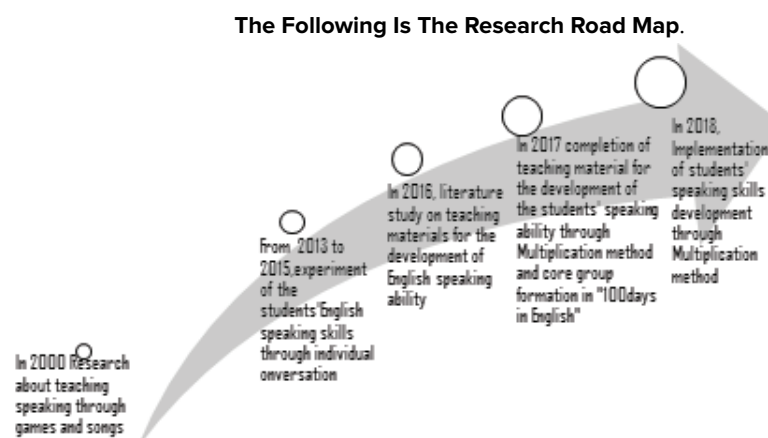 The Following Is The Research Road Map.
In 2000 Research
about teaching
speaking through
games and songs
From 2013 to
2015,experiment
of the
students'English
speaking skills
through individual
onversation
In 2016, literature
study on teaching
materials for the
development of
English speaking
ability
In 2017 completion of
teaching material for
the development of
the students' speaking
ability through
Multiplication method
and core group
formation in "100days
in English"
In 2018,
Implementation
of students'
speaking skills
development
through
Multiplication
method